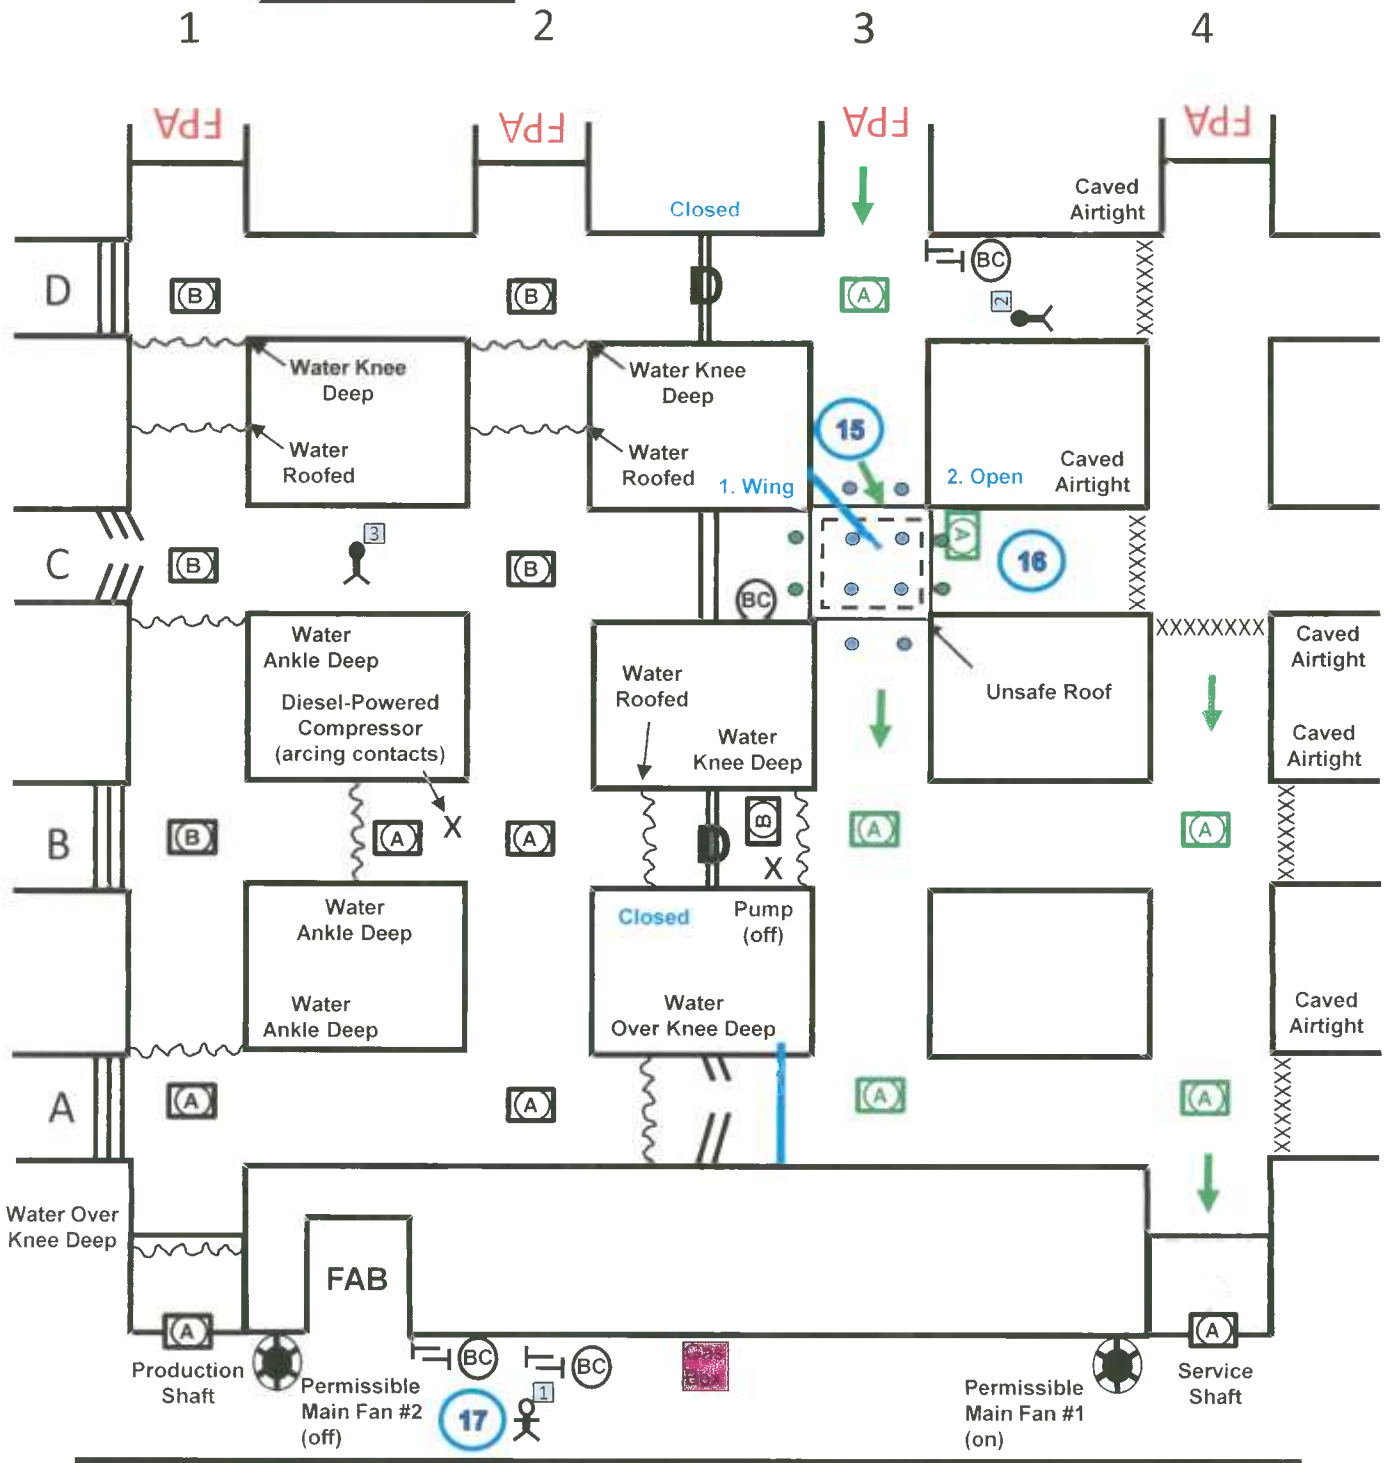 1 2 3 4
FPA FPA FPA FPA
Closed
Caved
Airtight
BC
D
B
B
D
A
2
Water Knee
Deep
Water Knee
Deep
15
Water
Roofed
Water
Roofed
1. Wing
2. Open
Caved
Airtight
C
B
3
B
BC
A
16
XXXXXXXX
XXXXXXXX
XXXXXXXX
Water
Ankle Deep
Diesel-Powered
Compressor
(arcing contacts)
Water
Roofed
Water
Knee Deep
Unsafe Roof
Caved
Airtight
Caved
Airtight
B
B
A
X
A
D
B
X
A
A
XXXXXXXX
Water
Ankle Deep
Closed
Pump
(off)
Water
Ankle Deep
Water
Over Knee Deep
Caved
Airtight
A
A
A
A
A
XXXXXXXX
Water Over
Knee Deep
FAB
A
A
Production
Shaft
Permissible
Main Fan #2
(off)
BC
BC
1
17
Permissible
Main Fan #1
(on)
Service
Shaft